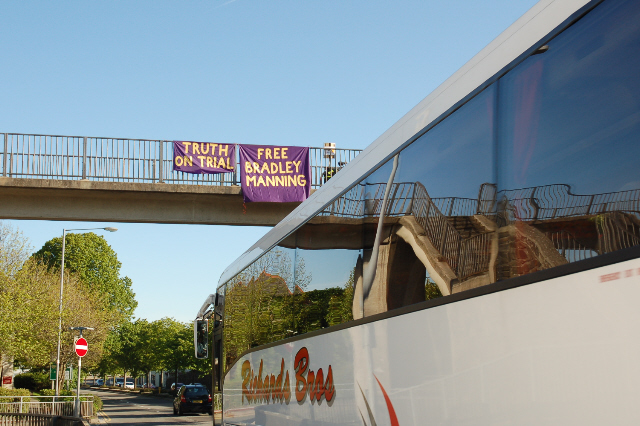 TRUTH
ON TRIAL
FREE
BRADLEY
MANNING
Richards Bros